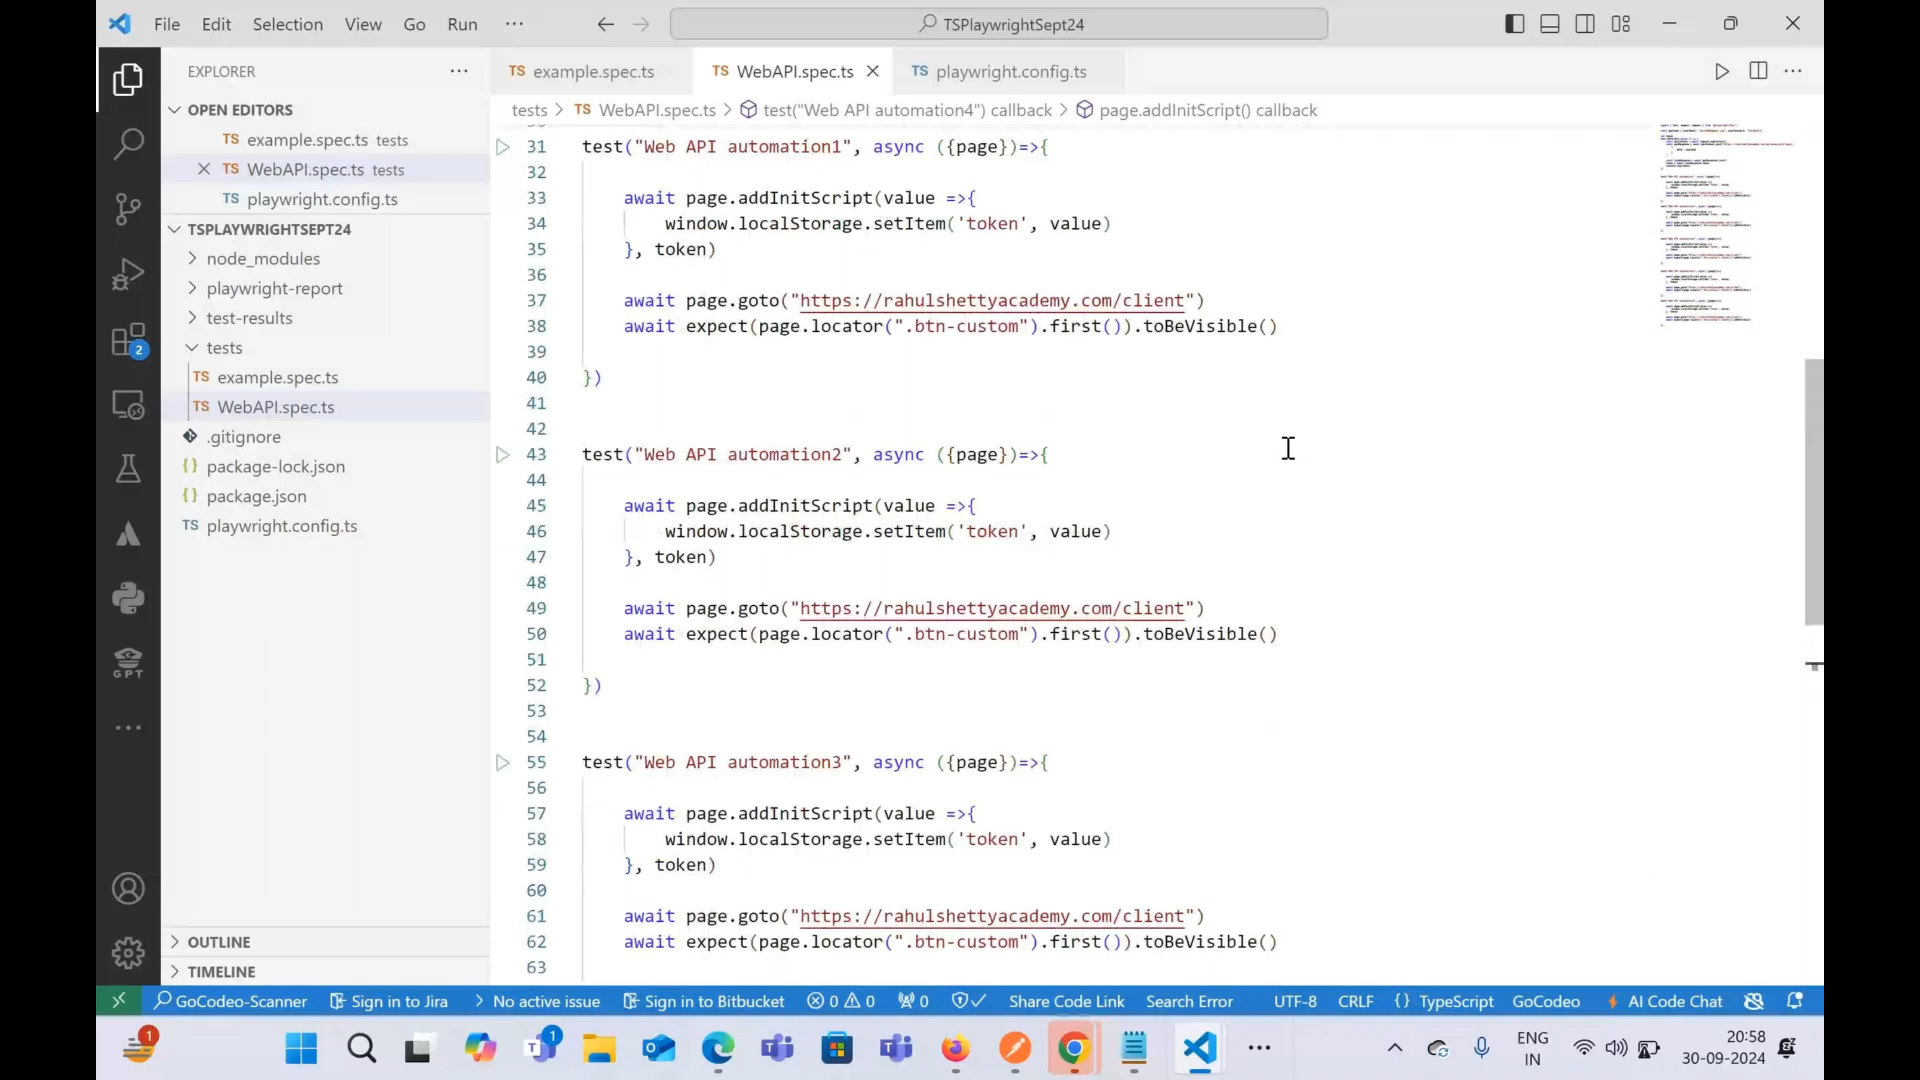 File Edit Selection View Go Run ··· TSPlaywrightSept24
EXPLORER ···
OPEN EDITORS
TS example.spec.ts tests
TS WebAPI.spec.ts tests
TS playwright.config.ts
TSPLAYWRIGHTSEPT24
node_modules
playwright-report
test-results
tests
TS example.spec.ts
TS WebAPI.spec.ts
.gitignore
{} package-lock.json
{} package.json
TS playwright.config.ts
OUTLINE
TIMELINE
2
GPT
TS example.spec.ts TS WebAPI.spec.ts TS playwright.config.ts
tests > TS WebAPI.spec.ts > test("Web API automation4") callback > page.addInitScript() callback
31 test("Web API automation1", async ({page})=>{
32
33 await page.addInitScript(value =>{
34 window.localStorage.setItem('token', value)
35 }, token)
36
37 await page.goto("https://rahulshettyacademy.com/client")
38 await expect(page.locator(".btn-custom").first()).toBeVisible()
39
40 })
41
42
43 test("Web API automation2", async ({page})=>{
44
45 await page.addInitScript(value =>{
46 window.localStorage.setItem('token', value)
47 }, token)
48
49 await page.goto("https://rahulshettyacademy.com/client")
50 await expect(page.locator(".btn-custom").first()).toBeVisible()
51
52 })
53
54
55 test("Web API automation3", async ({page})=>{
56
57 await page.addInitScript(value =>{
58 window.localStorage.setItem('token', value)
59 }, token)
60
61 await page.goto("https://rahulshettyacademy.com/client")
62 await expect(page.locator(".btn-custom").first()).toBeVisible()
63
GoCodeo-Scanner Sign in to Jira > No active issue Sign in to Bitbucket 0 0 0 Share Code Link Search Error UTF-8 CRLF {} TypeScript GoCodeo AI Code Chat
1 1 ··· ENG 20:58
IN 30-09-2024